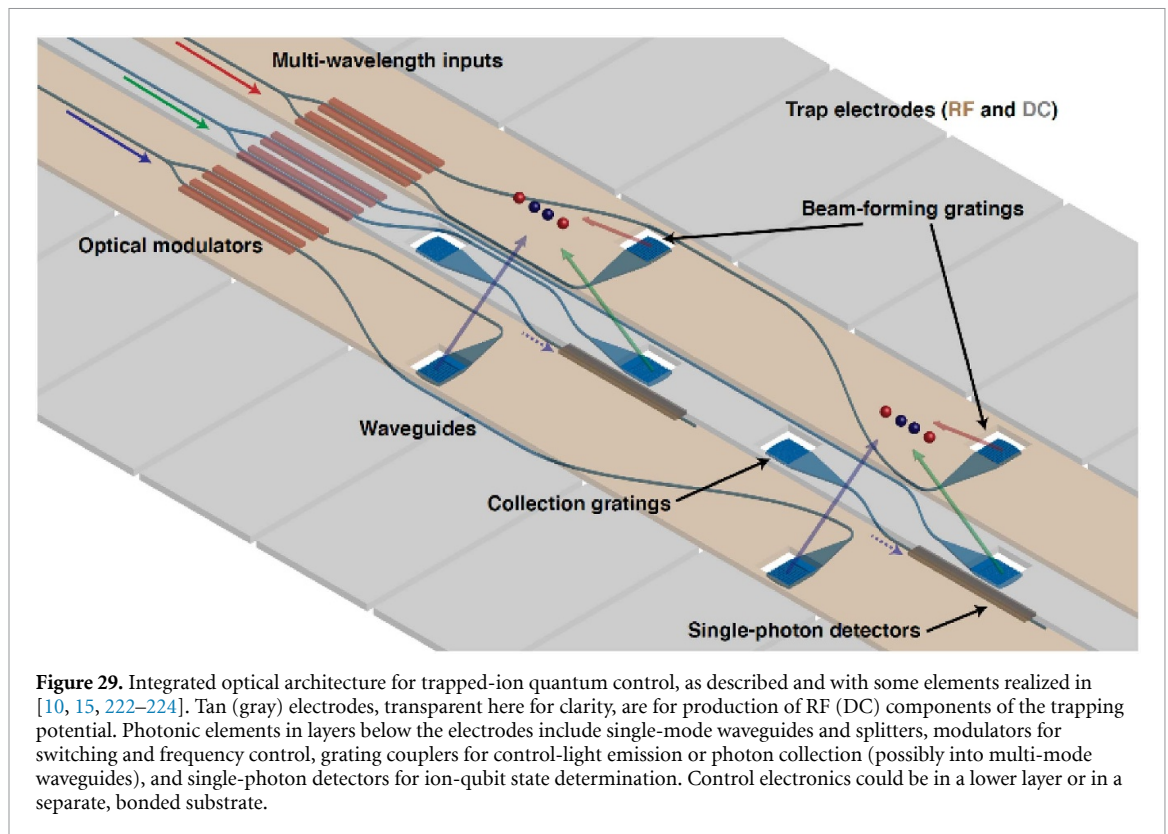 Multi-wavelength inputs
Trap electrodes (RF and DC)
Beam-forming gratings
Optical modulators
Waveguides
Collection gratings
Single-photon detectors
Figure 29. Integrated optical architecture for trapped-ion quantum control, as described and with some elements realized in
[10, 15, 222–224]. Tan (gray) electrodes, transparent here for clarity, are for production of RF (DC) components of the trapping
potential. Photonic elements in layers below the electrodes include single-mode waveguides and splitters, modulators for
switching and frequency control, grating couplers for control-light emission or photon collection (possibly into multi-mode
waveguides), and single-photon detectors for ion-qubit state determination. Control electronics could be in a lower layer or in a
separate, bonded substrate.